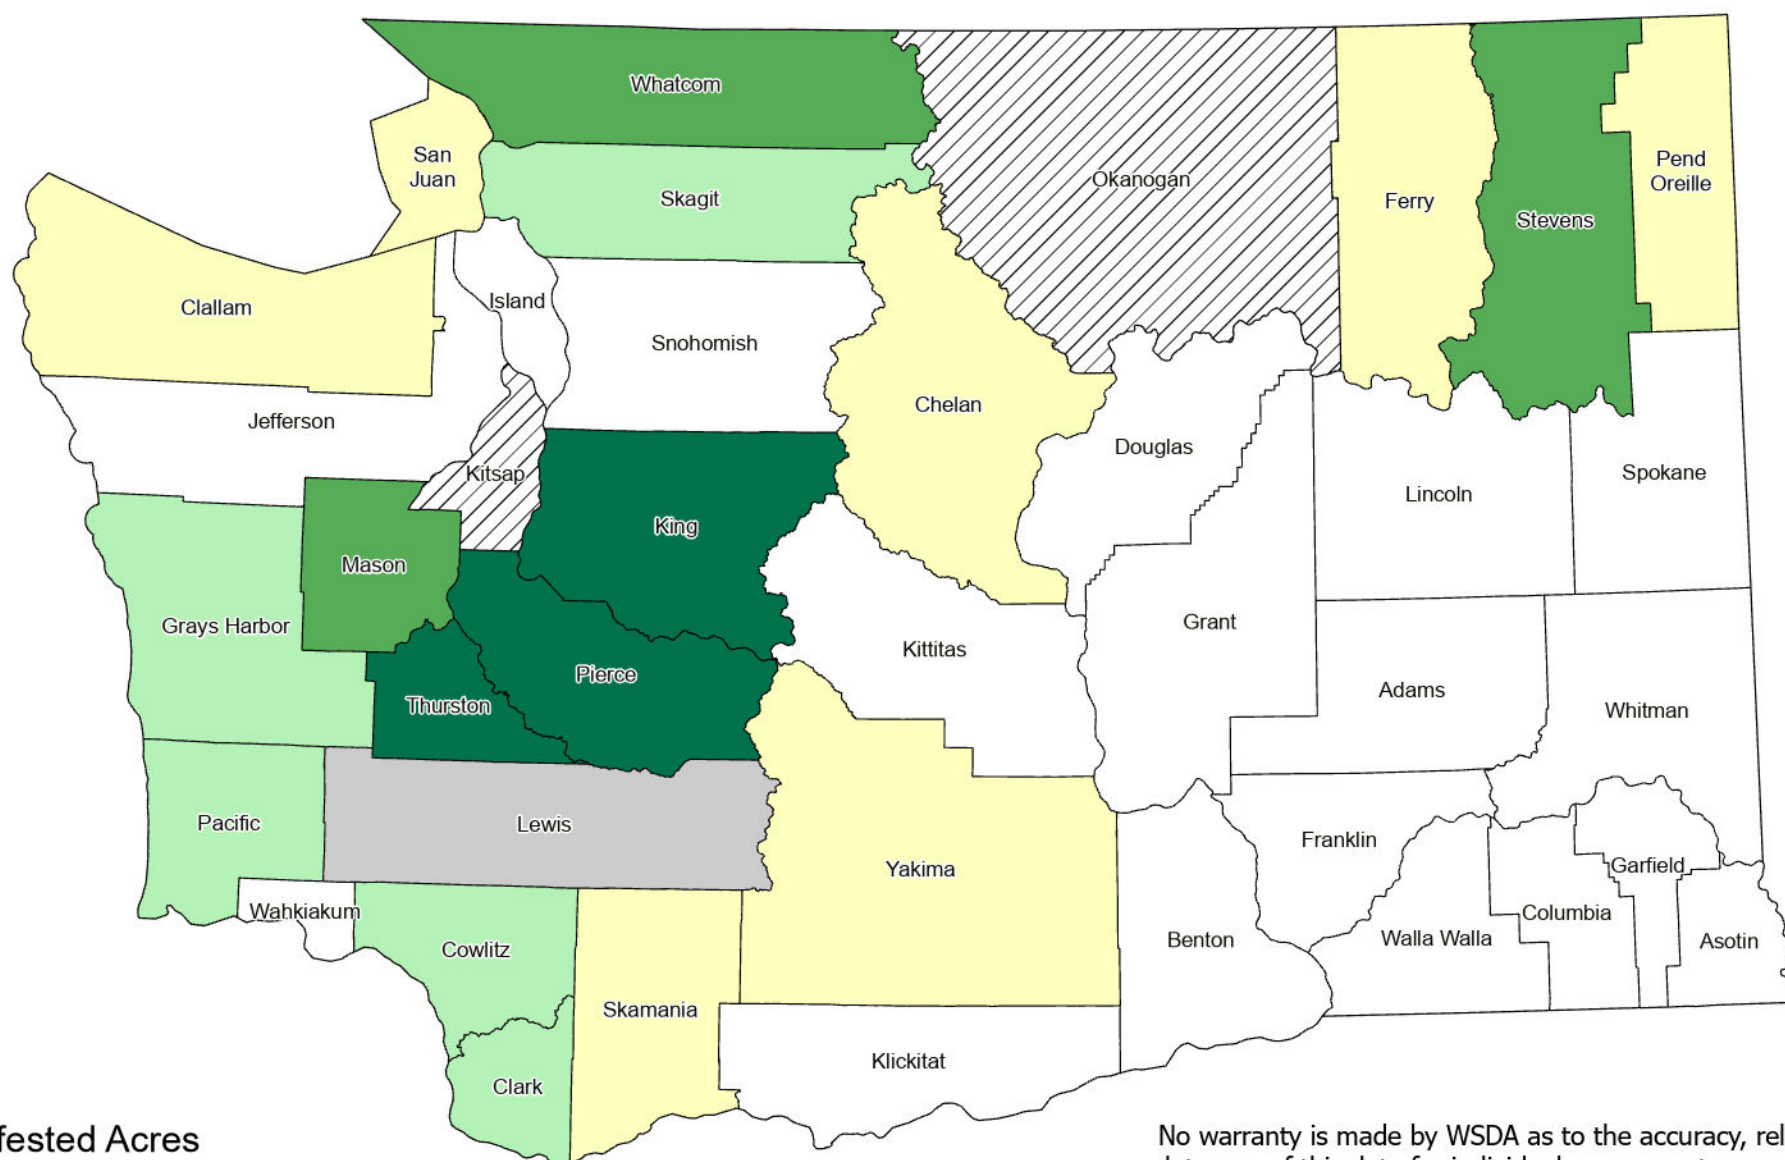 Whatcom
San
Juan
Skagit
Okanogan
Ferry
Stevens
Pend
Oreille
Clallam
Island
Snohomish
Chelan
Jefferson
Kitsap
Douglas
Lincoln
Spokane
King
Mason
Grays Harbor
Kittitas
Grant
Pierce
Thurston
Adams
Whitman
Pacific
Lewis
Yakima
Franklin
Garfield
Wahkiakum
Cowlitz
Columbia
Walla Walla
Benton
Asotin
Skamania
Klickitat
Clark
fested Acres
No warranty is made by WSDA as to the accuracy, rel